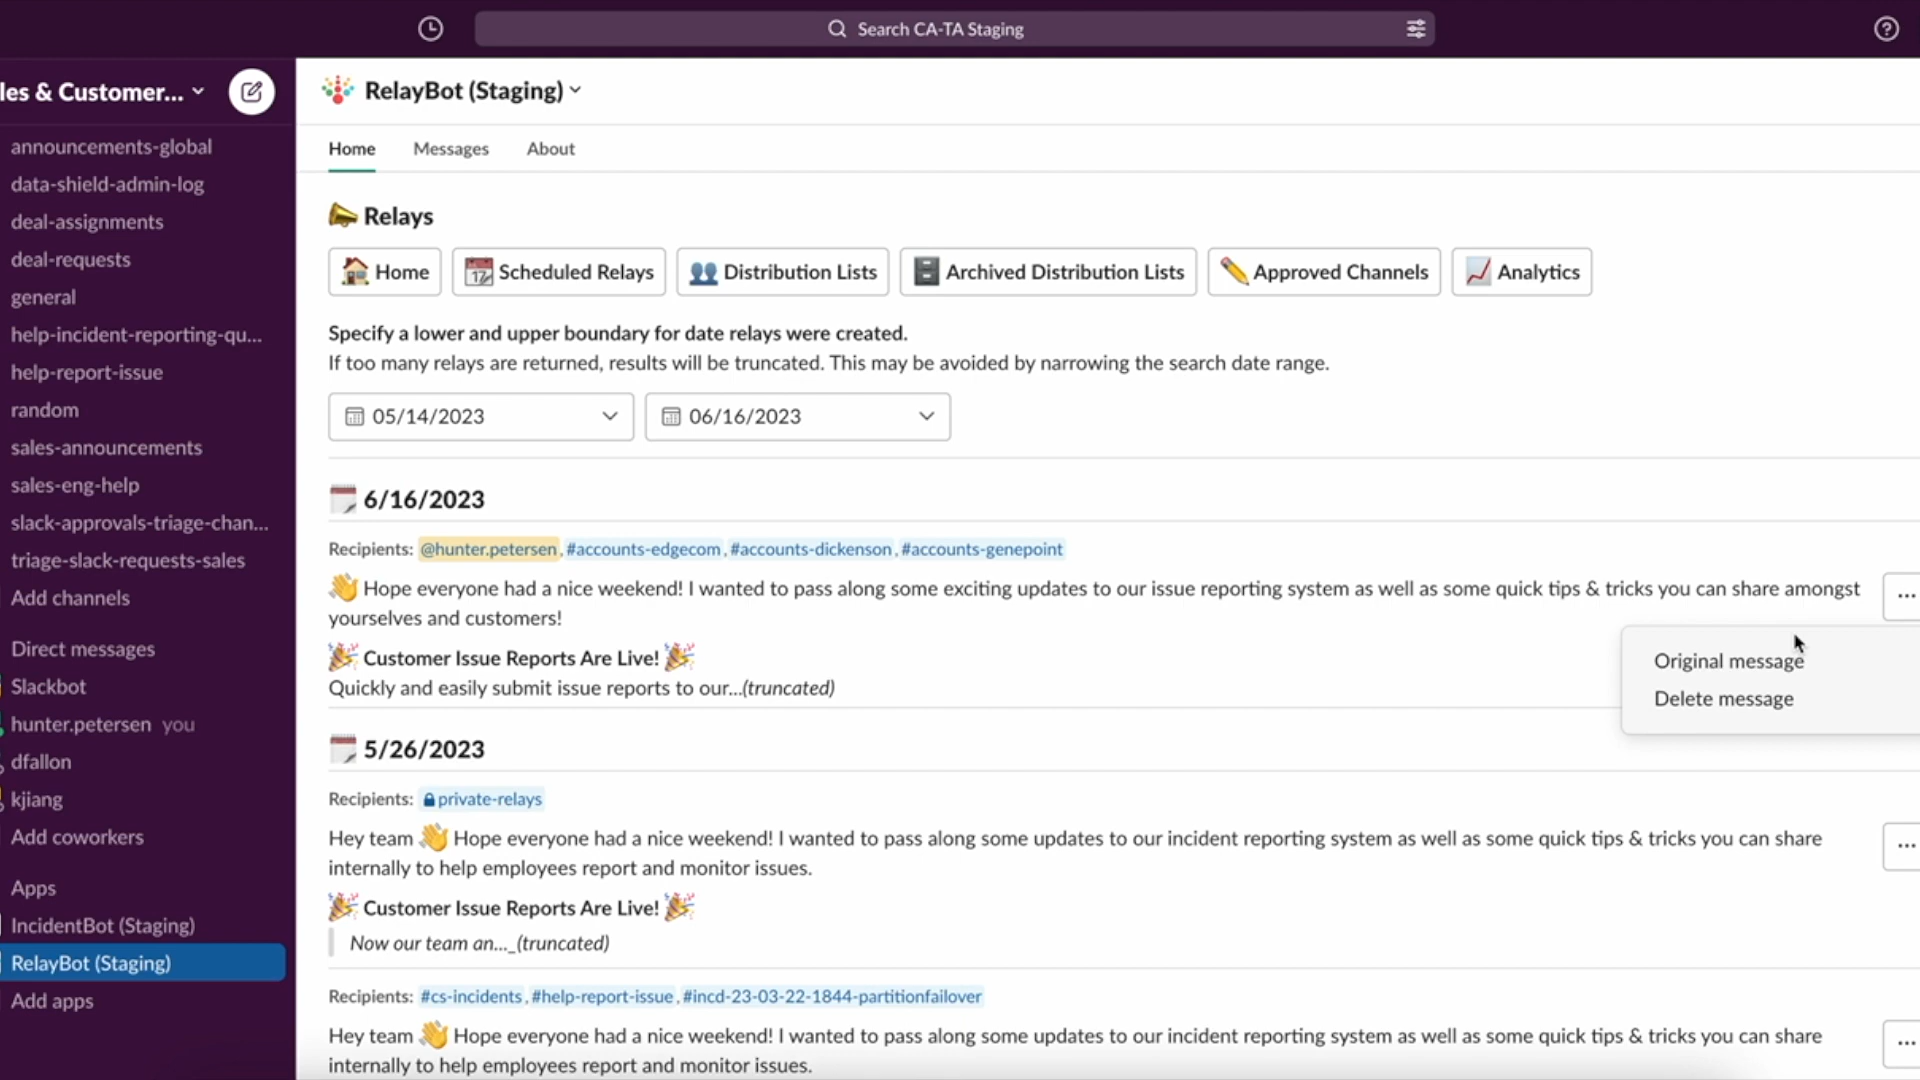 Search CA-TA Staging
les & Customer...
announcements-global
data-shield-admin-log
deal-assignments
deal-requests
general
help-incident-reporting-qu...
help-report-issue
random
sales-announcements
sales-eng-help
slack-approvals-triage-chan...
triage-slack-requests-sales
Add channels
Direct messages
Slackbot
hunter.petersen you
dfallon
kjiang
Add coworkers
Apps
IncidentBot (Staging)
RelayBot (Staging)
Add apps
RelayBot (Staging)
Home Messages About
Relays
Home Scheduled Relays Distribution Lists Archived Distribution Lists Approved Channels Analytics
Specify a lower and upper boundary for date relays were created.
If too many relays are returned, results will be truncated. This may be avoided by narrowing the search date range.
05/14/2023 06/16/2023
6/16/2023
Recipients: @hunter.petersen, #accounts-edgecom, #accounts-dickenson, #accounts-genepoint
Hope everyone had a nice weekend! I wanted to pass along some exciting updates to our issue reporting system as well as some quick tips & tricks you can share amongst
yourselves and customers!
Customer Issue Reports Are Live!
Quickly and easily submit issue reports to our...(truncated)
Original message
Delete message
5/26/2023
Recipients: private-relays
Hey team Hope everyone had a nice weekend! I wanted to pass along some updates to our incident reporting system as well as some quick tips & tricks you can share
internally to help employees report and monitor issues.
Customer Issue Reports Are Live!
Now our team an..._(truncated)
Recipients: #cs-incidents, #help-report-issue, #incd-23-03-22-1844-partitionfailover
Hey team Hope everyone had a nice weekend! I wanted to pass along some updates to our incident reporting system as well as some quick tips & tricks you can share
internally to help employees report and monitor issues.